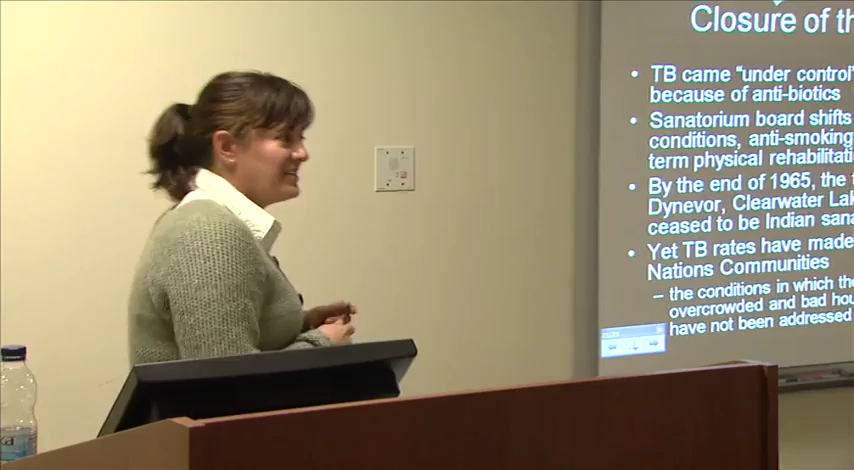 Closure of th
• TB came "under control"
because of anti-biotics
• Sanatorium board shifts
conditions, anti-smoking
term physical rehabilitati
• By the end of 1965, the
Dynevor, Clearwater Lak
ceased to be Indian sana
• Yet TB rates have made
Nations Communities
– the conditions in which the
overcrowded and bad hou
have not been addressed